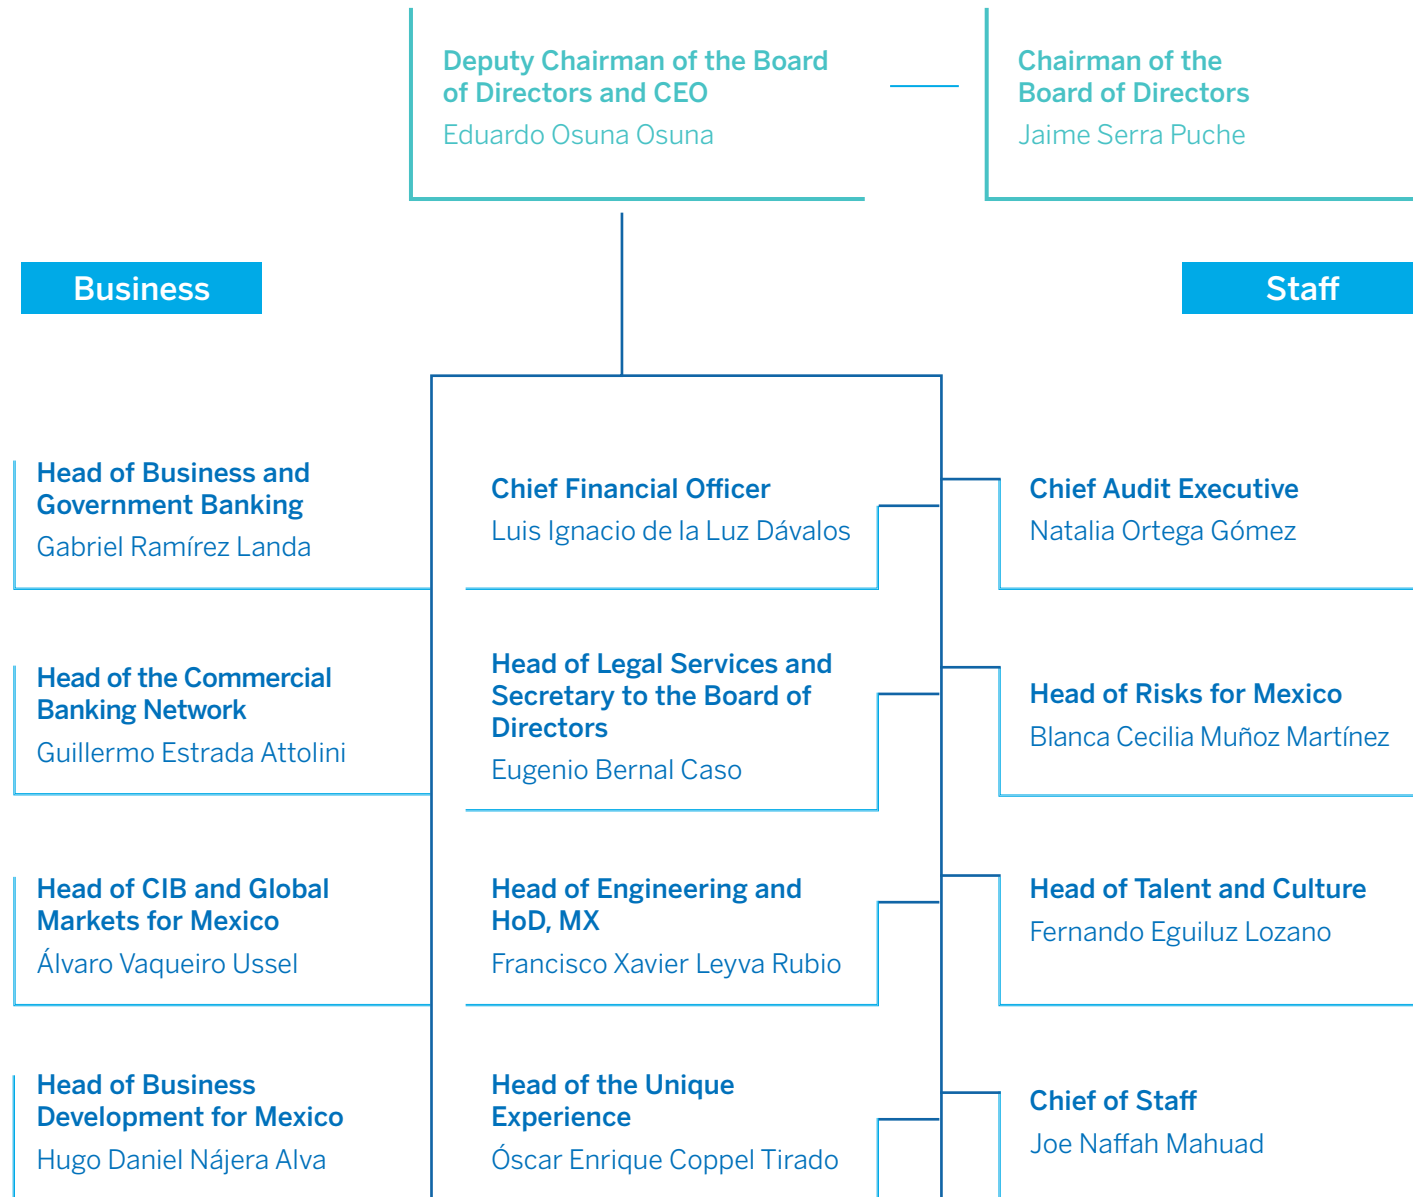 Deputy Chairman of the Board
of Directors and CEO
Eduardo Osuna Osuna
Chairman of the
Board of Directors
Jaime Serra Puche
Business
Staff
Head of Business and
Government Banking
Gabriel Ramírez Landa
Chief Financial Officer
Luis Ignacio de la Luz Dávalos
Chief Audit Executive
Natalia Ortega Gómez
Head of the Commercial
Banking Network
Guillermo Estrada Attolini
Head of Legal Services and
Secretary to the Board of
Directors
Eugenio Bernal Caso
Head of Risks for Mexico
Blanca Cecilia Muñoz Martínez
Head of CIB and Global
Markets for Mexico
Álvaro Vaqueiro Ussel
Head of Engineering and
HoD, MX
Francisco Xavier Leyva Rubio
Head of Talent and Culture
Fernando Eguiluz Lozano
Head of Business
Development for Mexico
Hugo Daniel Nájera Alva
Head of the Unique
Experience
Óscar Enrique Coppel Tirado
Chief of Staff
Joe Naffah Mahuad